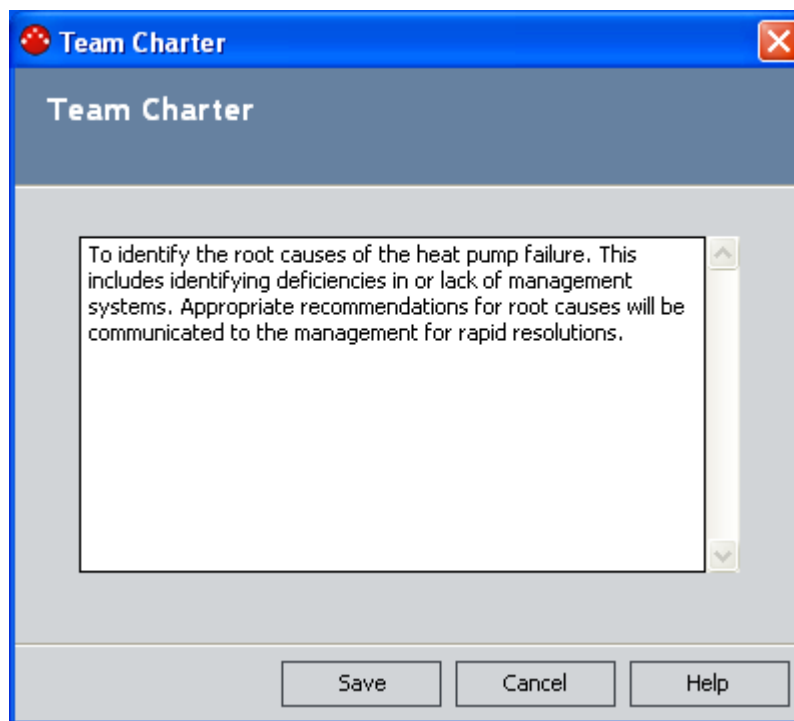 Team Charter
Team Charter
To identify the root causes of the heat pump failure. This
includes identifying deficiencies in or lack of management
systems. Appropriate recommendations for root causes will be
communicated to the management for rapid resolutions.
Save Cancel Help